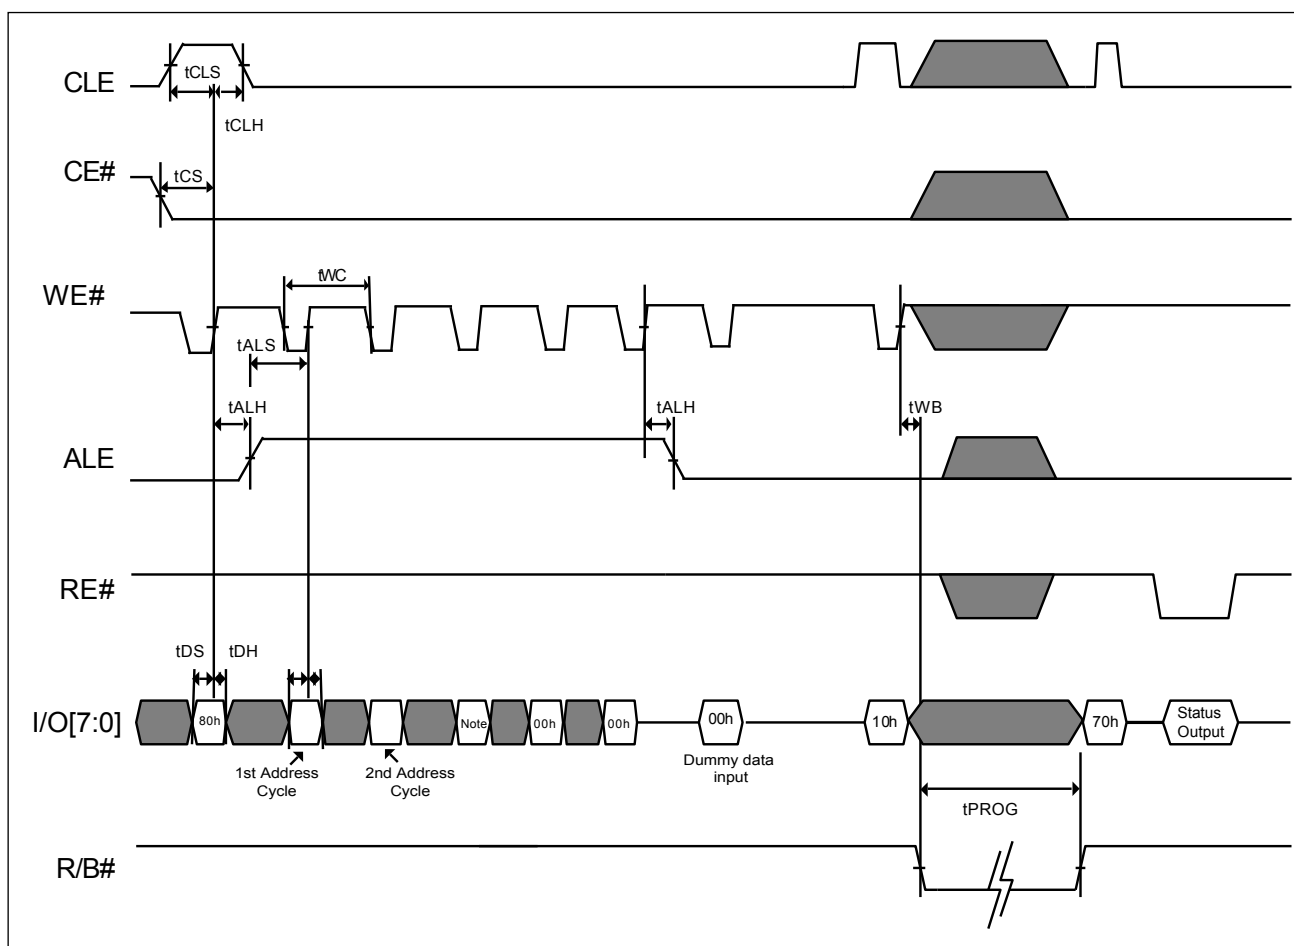 CLE
tCLS
tCLH
CE#
tCS
WE#
tWC
tALS
tALH
tALH
tWB
ALE
RE#
tDS
tDH
I/O[7:0]
80h
Note
00h
00h
00h
10h
70h
Status
Output
1st Address
Cycle
2nd Address
Cycle
Dummy data
input
tPROG
R/B#